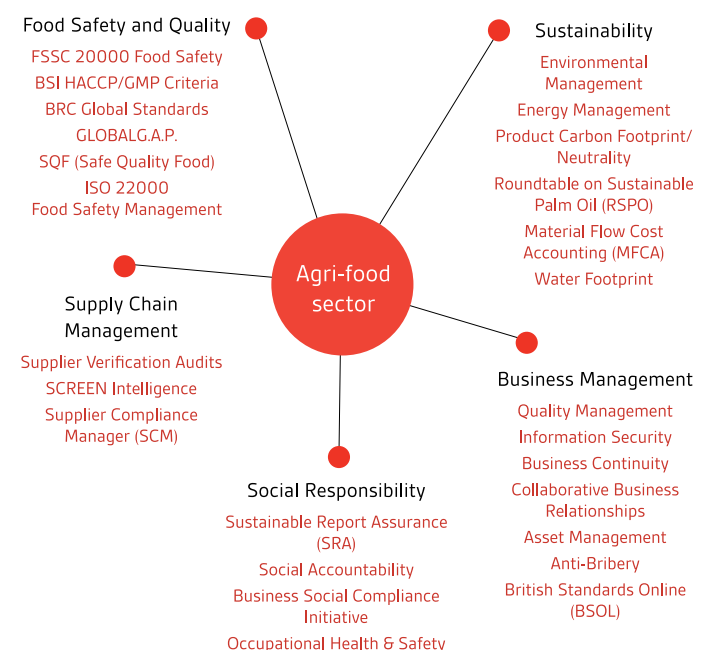 Food Safety and Quality
FSSC 20000 Food Safety
BSI HACCP/GMP Criteria
BRC Global Standards
GLOBALG.A.P.
SQF (Safe Quality Food)
ISO 22000
Food Safety Management
Sustainability
Environmental
Management
Energy Management
Product Carbon Footprint/
Neutrality
Roundtable on Sustainable
Palm Oil (RSPO)
Material Flow Cost
Accounting (MFCA)
Water Footprint
Agri-food
sector
Supply Chain
Management
Supplier Verification Audits
SCREEN Intelligence
Supplier Compliance
Manager (SCM)
Business Management
Quality Management
Information Security
Business Continuity
Collaborative Business
Relationships
Asset Management
Anti-Bribery
British Standards Online
(BSOL)
Social Responsibility
Sustainable Report Assurance
(SRA)
Social Accountability
Business Social Compliance
Initiative
Occupational Health & Safety